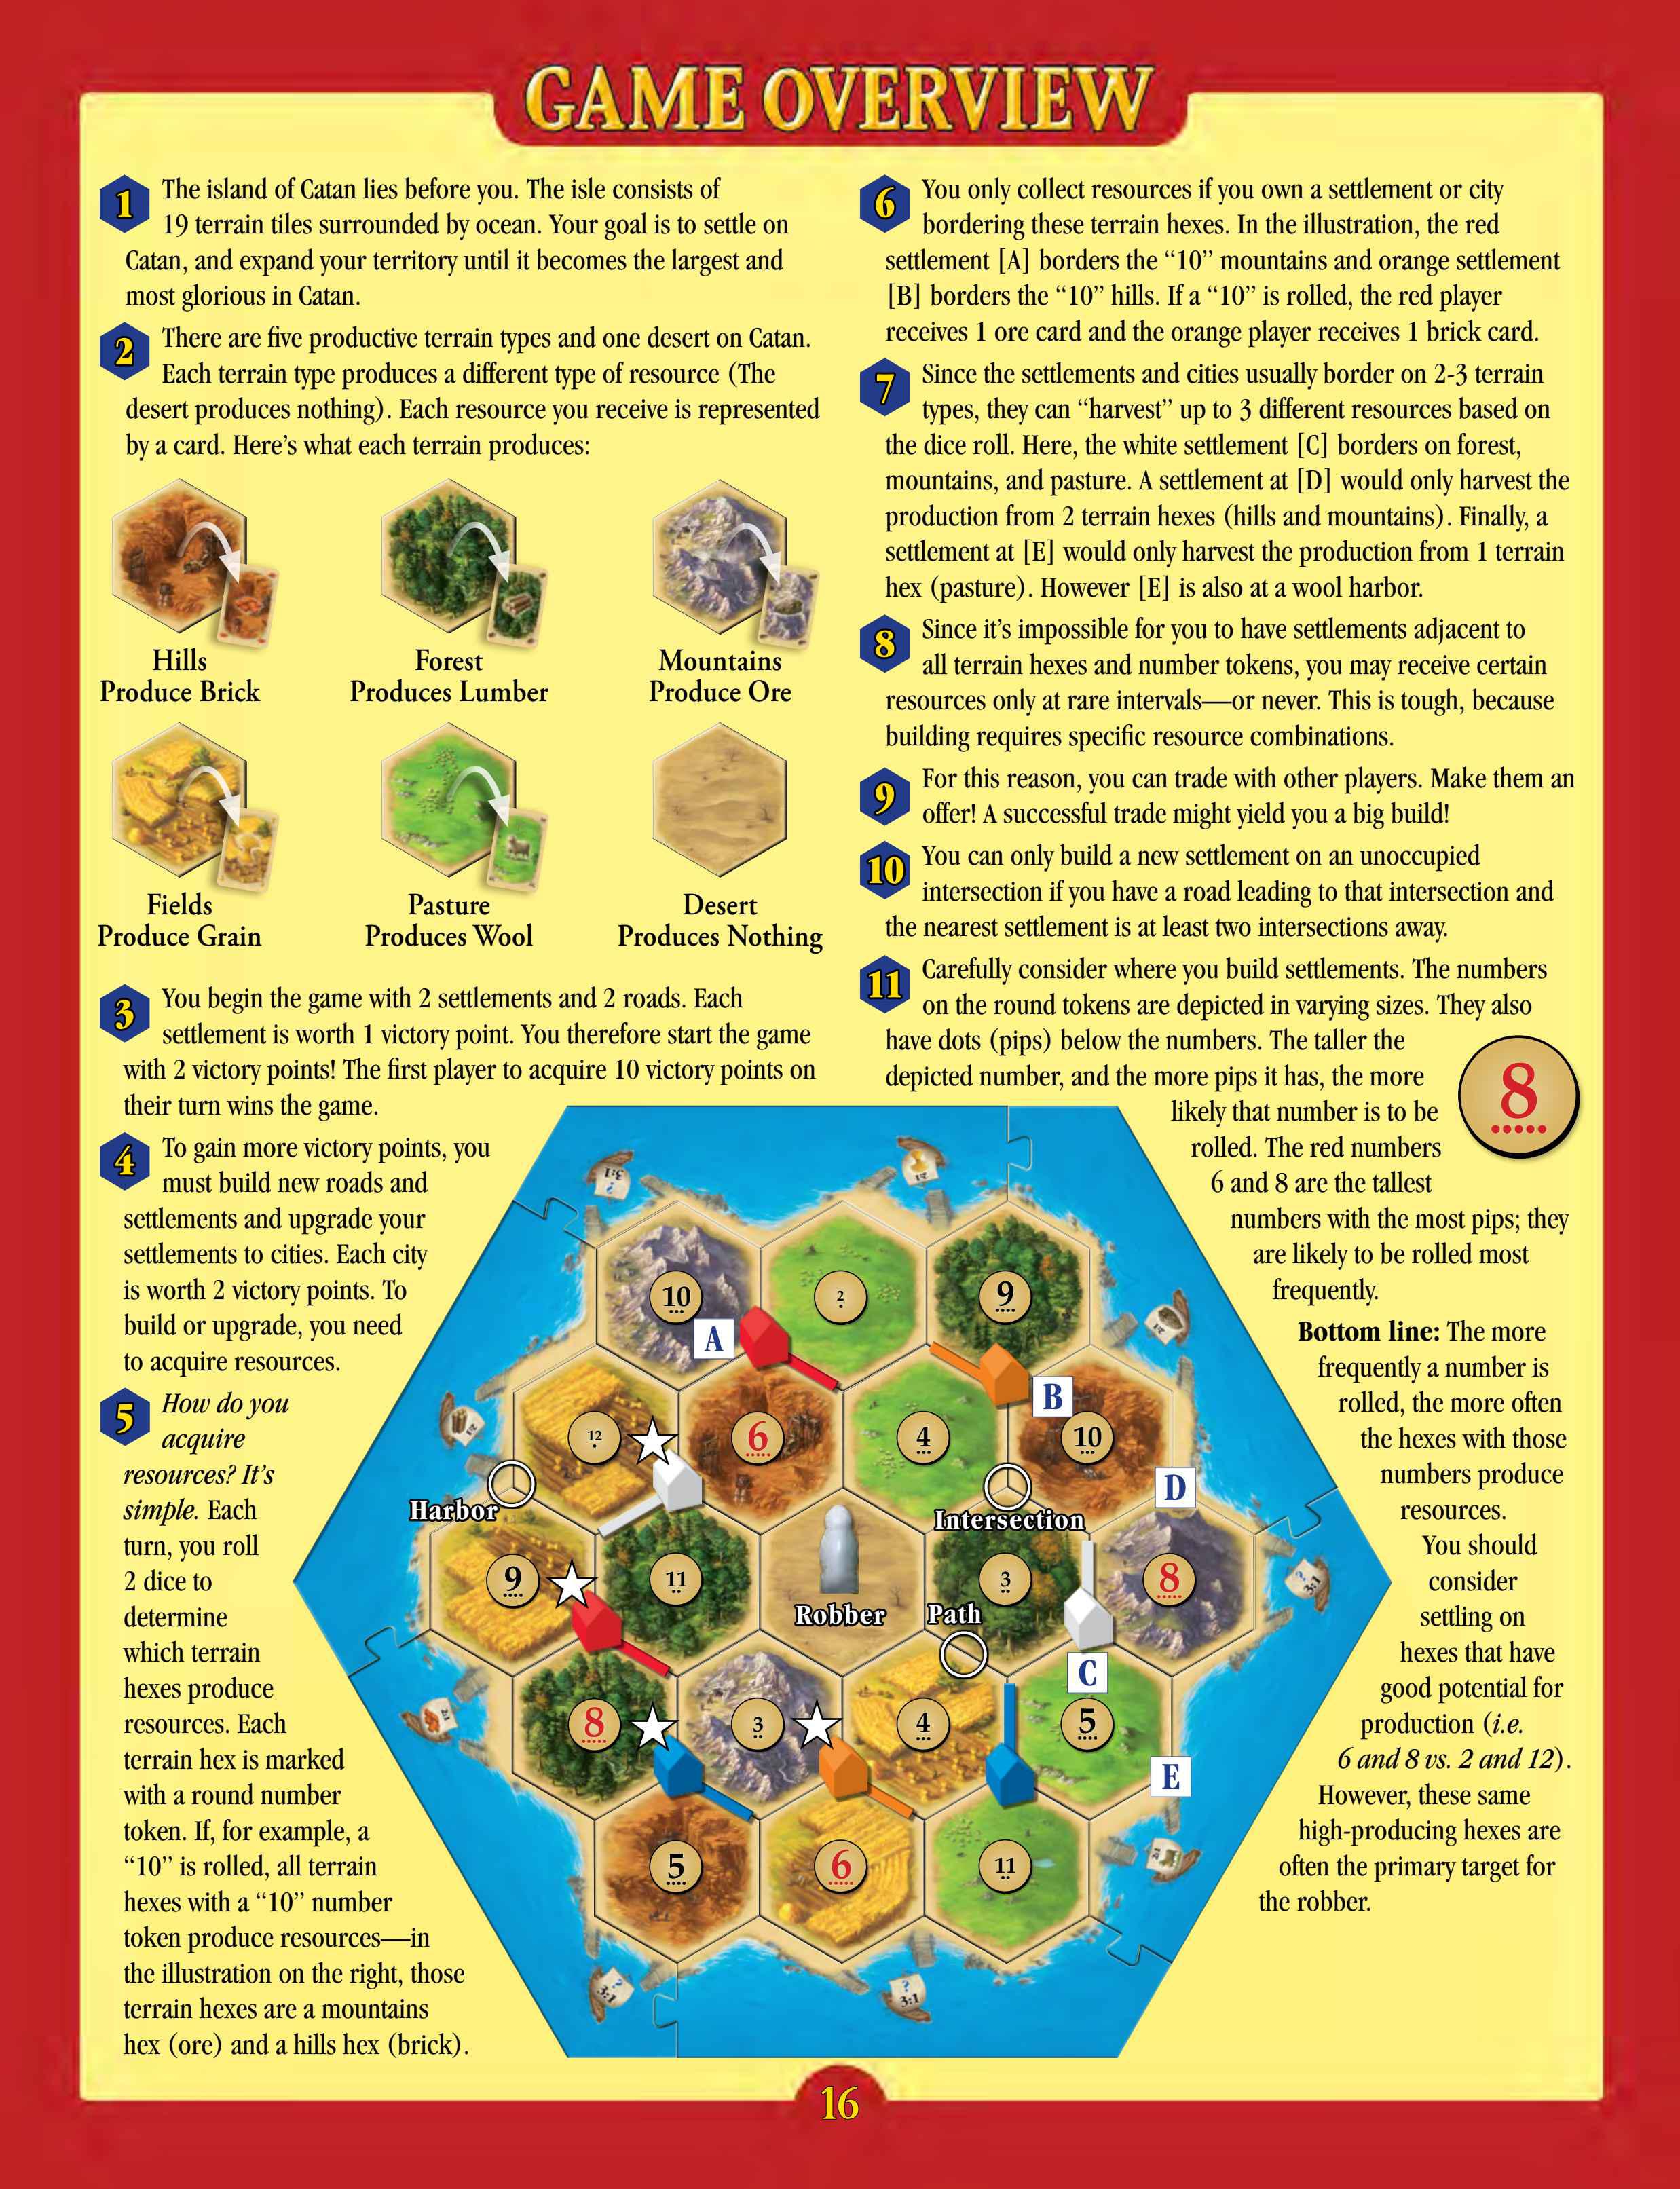 GAME OVERVIEW
1
The island of Catan lies before you. The isle consists of
19 terrain tiles surrounded by ocean. Your goal is to settle on
Catan, and expand your territory until it becomes the largest and
most glorious in Catan.
2
There are five productive terrain types and one desert on Catan.
Each terrain type produces a different type of resource (The
desert produces nothing). Each resource you receive is represented
by a card. Here's what each terrain produces:
Hills
Produce Brick
Forest
Produces Lumber
Mountains
Produce Ore
Fields
Produce Grain
Pasture
Produces Wool
Desert
Produces Nothing
3
You begin the game with 2 settlements and 2 roads. Each
settlement is worth 1 victory point. You therefore start the game
with 2 victory points! The first player to acquire 10 victory points on
their turn wins the game.
4
To gain more victory points, you
must build new roads and
settlements and upgrade your
settlements to cities. Each city
is worth 2 victory points. To
build or upgrade, you need
to acquire resources.
5
How do you
acquire
resources? It's
simple. Each
turn, you roll
2 dice to
determine
which terrain
hexes produce
resources. Each
terrain hex is marked
with a round number
token. If, for example, a
“10” is rolled, all terrain
hexes with a “10” number
token produce resources—in
the illustration on the right, those
terrain hexes are a mountains
hex (ore) and a hills hex (brick).
6
You only collect resources if you own a settlement or city
bordering these terrain hexes. In the illustration, the red
settlement [A] borders the “10” mountains and orange settlement
[B] borders the “10” hills. If a “10” is rolled, the red player
receives 1 ore card and the orange player receives 1 brick card.
7
Since the settlements and cities usually border on 2-3 terrain
types, they can “harvest” up to 3 different resources based on
the dice roll. Here, the white settlement [C] borders on forest,
mountains, and pasture. A settlement at [D] would only harvest the
production from 2 terrain hexes (hills and mountains). Finally, a
settlement at [E] would only harvest the production from 1 terrain
hex (pasture). However [E] is also at a wool harbor.
8
Since it's impossible for you to have settlements adjacent to
all terrain hexes and number tokens, you may receive certain
resources only at rare intervals—or never. This is tough, because
building requires specific resource combinations.
9
For this reason, you can trade with other players. Make them an
offer! A successful trade might yield you a big build!
10
You can only build a new settlement on an unoccupied
intersection if you have a road leading to that intersection and
the nearest settlement is at least two intersections away.
11
Carefully consider where you build settlements. The numbers
on the round tokens are depicted in varying sizes. They also
have dots (pips) below the numbers. The taller the
depicted number, and the more pips it has, the more
likely that number is to be
rolled. The red numbers
6 and 8 are the tallest
numbers with the most pips; they
are likely to be rolled most
frequently.
8
Bottom line: The more
frequently a number is
rolled, the more often
the hexes with those
numbers produce
resources.
You should
consider
settling on
hexes that have
good potential for
production (i.e.
6 and 8 vs. 2 and 12).
However, these same
high-producing hexes are
often the primary target for
the robber.
3:1
?
2:1
10
2
9
A
2:1
B
12
6
4
10
2:1
D
Harbor
Intersection
9
11
3
8
3:1
?
Robber
Path
C
8
3
4
5
2:1
E
5
6
11
2:1
3:1
?
?
3:1
16